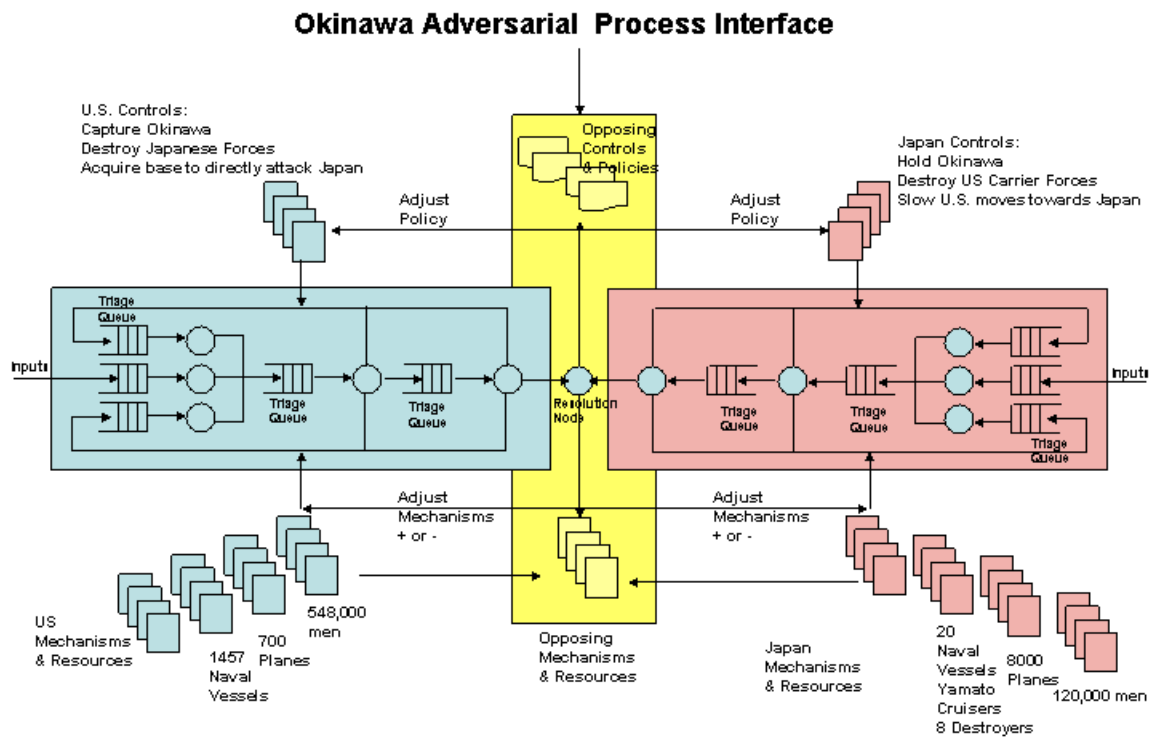 Okinawa Adversarial  Process Interface
U.S. Controls:
Capture Okinawa
Destroy Japanese Forces
Acquire base to directly attack Japan
Opposing
Controls
& Policies
Japan Controls:
Hold Okinawa
Destroy US Carrier Forces
Slow U.S. moves towards Japan
Adjust
Policy
Adjust
Policy
Triage
Queue
Inputs
Triage
Queue
Triage
Queue
Resolution
Node
Triage
Queue
Triage
Queue
Triage
Queue
Inputs
Adjust
Mechanisms
+ or -
Adjust
Mechanisms
+ or -
US
Mechanisms
& Resources
1457
Naval
Vessels
700
Planes
548,000
men
Opposing
Mechanisms
& Resources
Japan
Mechanisms
& Resources
20
Naval
Vessels
Yamato
Cruisers
8 Destroyers
8000
Planes
120,000 men